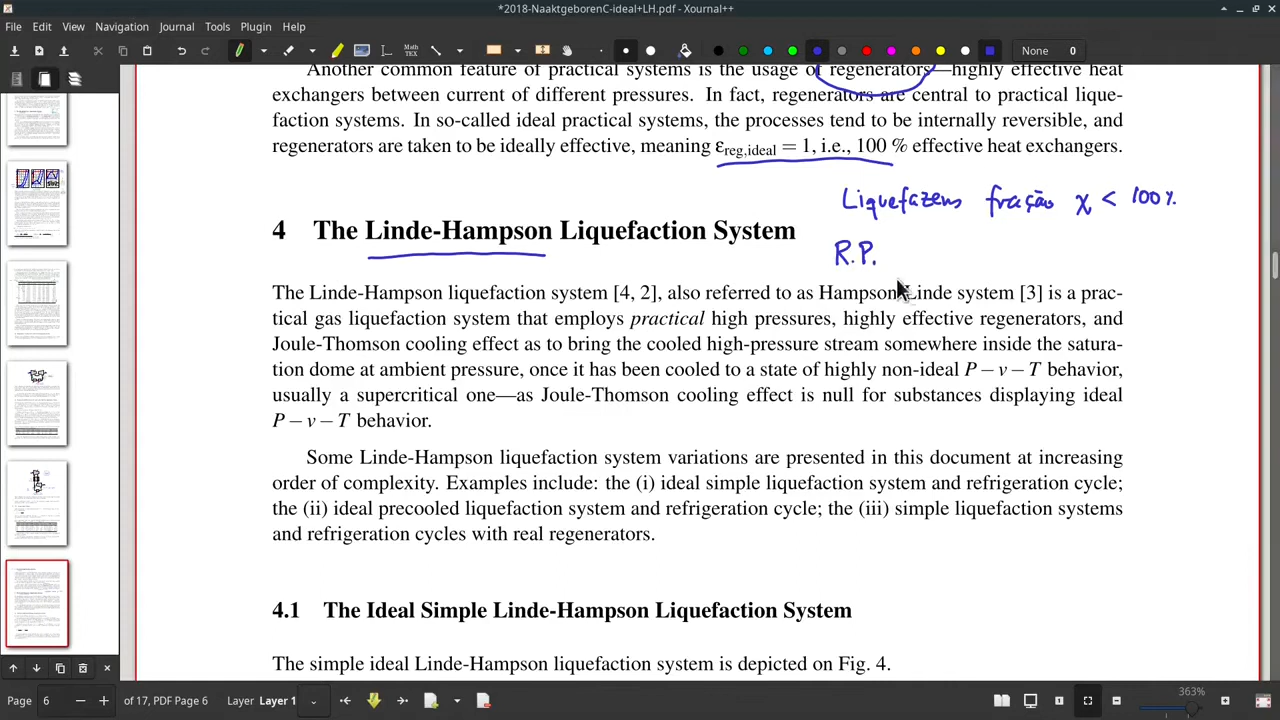 *2018-NaaktgeborenC-ideal+LH.pdf - Xournal++
File Edit View Navigation Journal Tools Plugin Help
Math TEX None 0
Another common feature of practical systems is the usage of regenerators—highly effective heat
exchangers between current of different pressures. In fact, regenerators are central to practical lique-
faction systems. In so-called ideal practical systems, the processes tend to be internally reversible, and
regenerators are taken to be ideally effective, meaning εreg,ideal = 1, i.e., 100 % effective heat exchangers.
Liquefazem fração χ < 100%
4 The Linde-Hampson Liquefaction System
R.P.
The Linde-Hampson liquefaction system [4, 2], also referred to as Hampson-Linde system [3] is a prac-
tical gas liquefaction system that employs practical high pressures, highly effective regenerators, and
Joule-Thomson cooling effect as to bring the cooled high-pressure stream somewhere inside the satura-
tion dome at ambient pressure, once it has been cooled to a state of highly non-ideal P – v – T behavior,
usually a supercritical one—as Joule-Thomson cooling effect is null for substances displaying ideal
P – v – T behavior.
Some Linde-Hampson liquefaction system variations are presented in this document at increasing
order of complexity. Examples include: the (i) ideal simple liquefaction system and refrigeration cycle;
the (ii) ideal precooled liquefaction system and refrigeration cycle; the (iii) simple liquefaction systems
and refrigeration cycles with real regenerators.
4.1 The Ideal Simple Linde-Hampson Liquefaction System
The simple ideal Linde-Hampson liquefaction system is depicted on Fig. 4.
Page 6 of 17, PDF Page 6 Layer Layer 1 363%